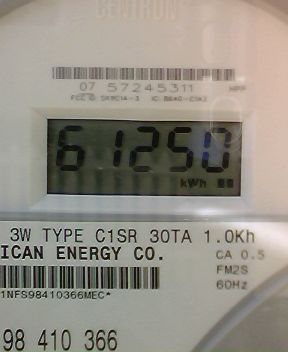 CENTRON
07 57245311
61250
kWh
3W TYPE C1SR 30TA 1.0Kh
ICAN ENERGY CO.
CA 0.5
FM2S
60Hz
1NFS98410366MEC*
98 410 366